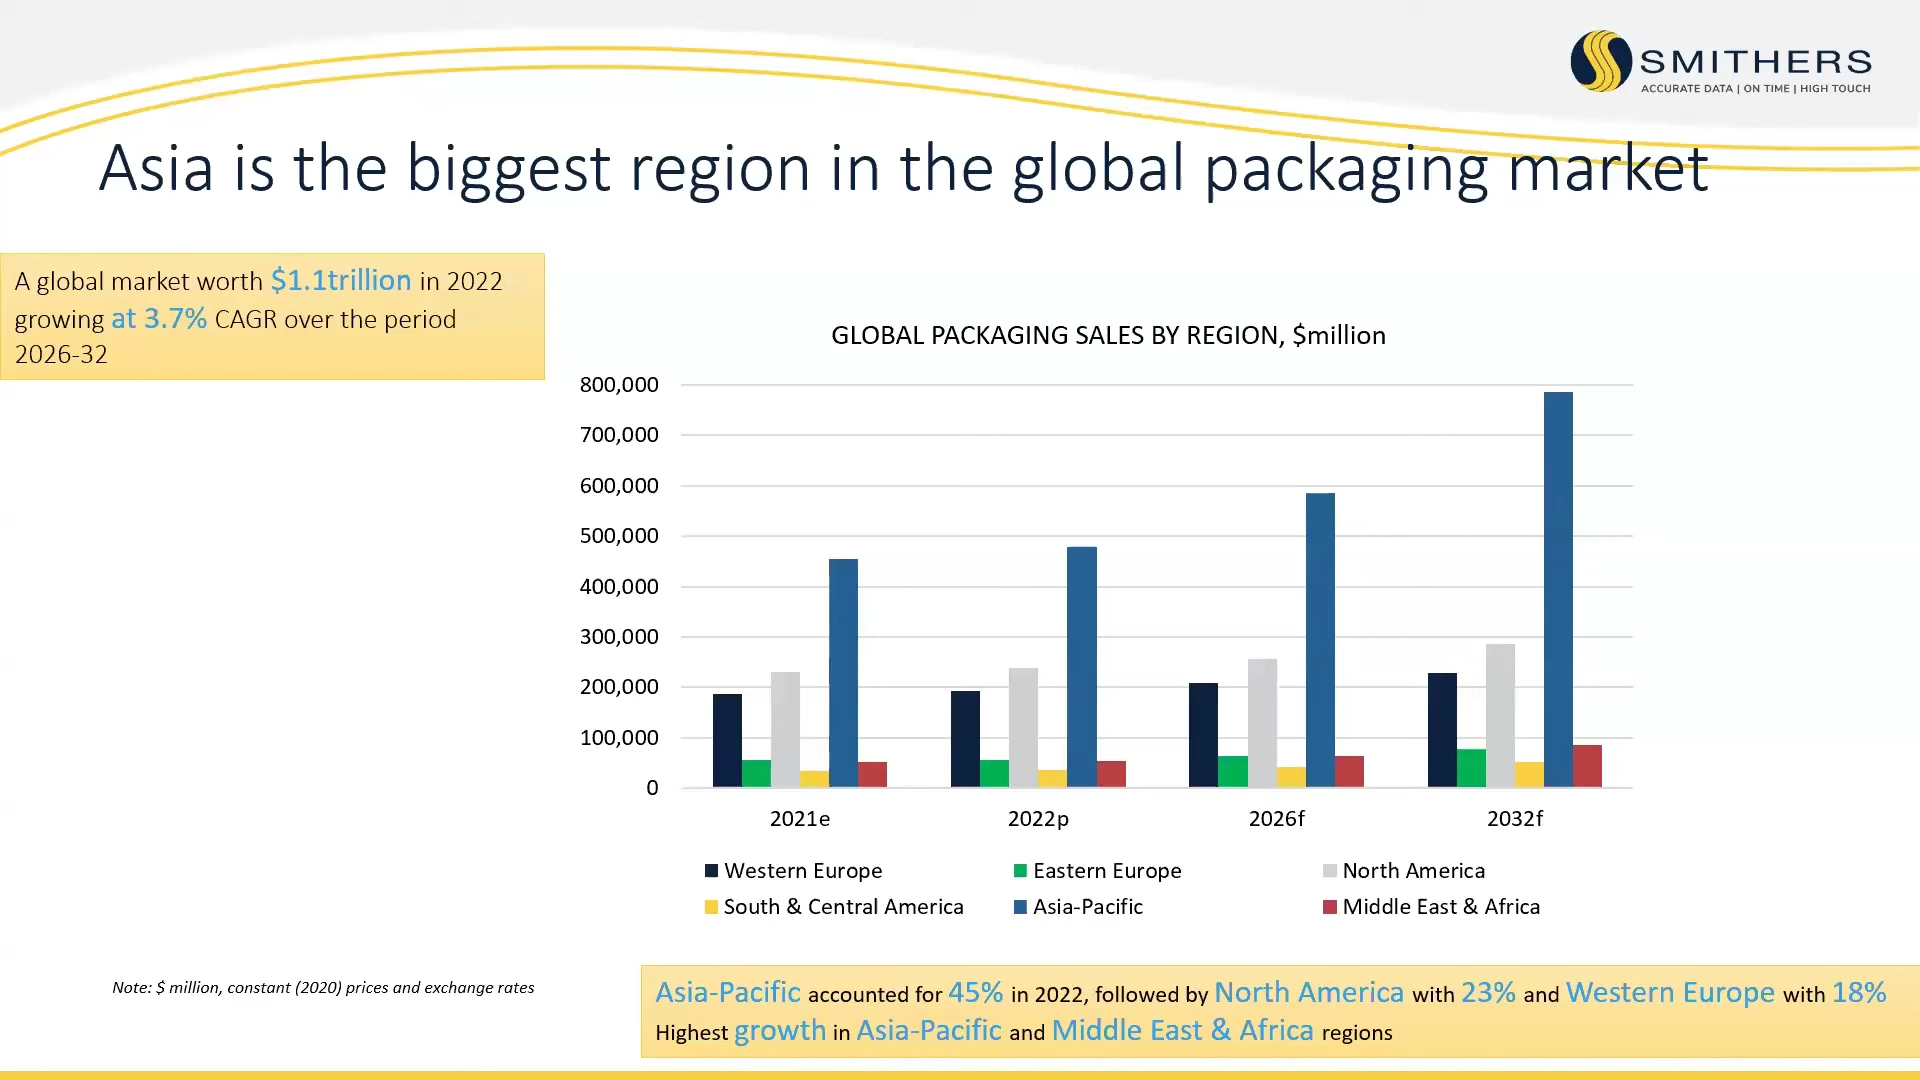 SMITHERS
ACCURATE DATA | ON TIME | HIGH TOUCH
Asia is the biggest region in the global packaging market
A global market worth $1.1trillion in 2022
growing at 3.7% CAGR over the period
2026-32
GLOBAL PACKAGING SALES BY REGION, $million
800,000
700,000
600,000
500,000
400,000
300,000
200,000
100,000
0
2021e 2022p 2026f 2032f
Western Europe Eastern Europe North America
South & Central America Asia-Pacific Middle East & Africa
Note: $ million, constant (2020) prices and exchange rates
Asia-Pacific accounted for 45% in 2022, followed by North America with 23% and Western Europe with 18%
Highest growth in Asia-Pacific and Middle East & Africa regions